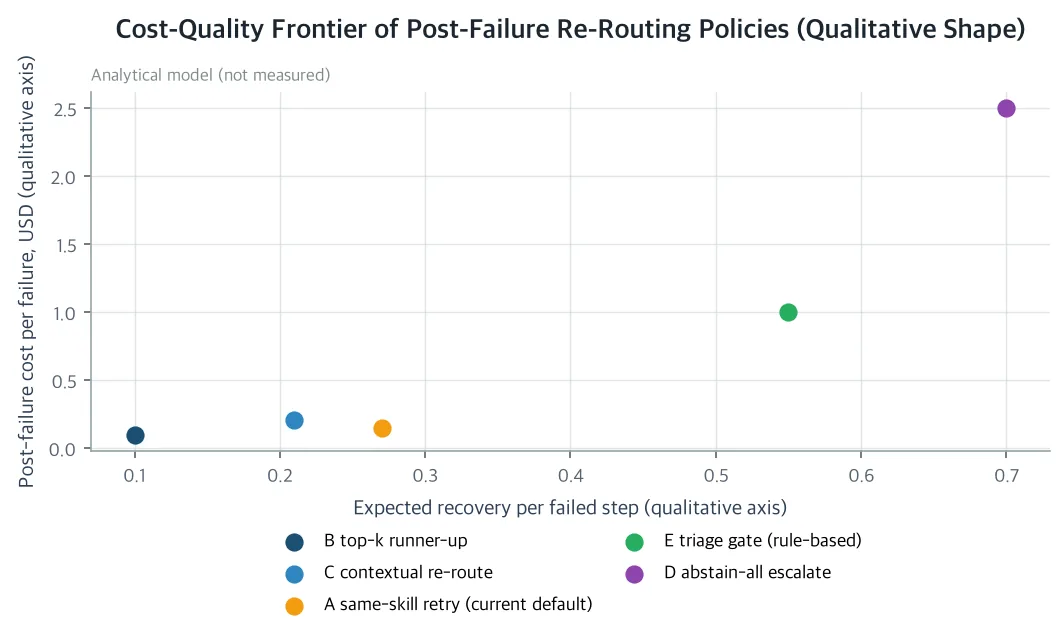 Cost-Quality Frontier of Post-Failure Re-Routing Policies (Qualitative Shape)
Analytical model (not measured)
Post-failure cost per failure, USD (qualitative axis)
2.5
2.0
1.5
1.0
0.5
0.0
0.1
0.2
0.3
0.4
0.5
0.6
0.7
Expected recovery per failed step (qualitative axis)
B top-k runner-up
C contextual re-route
A same-skill retry (current default)
E triage gate (rule-based)
D abstain-all escalate